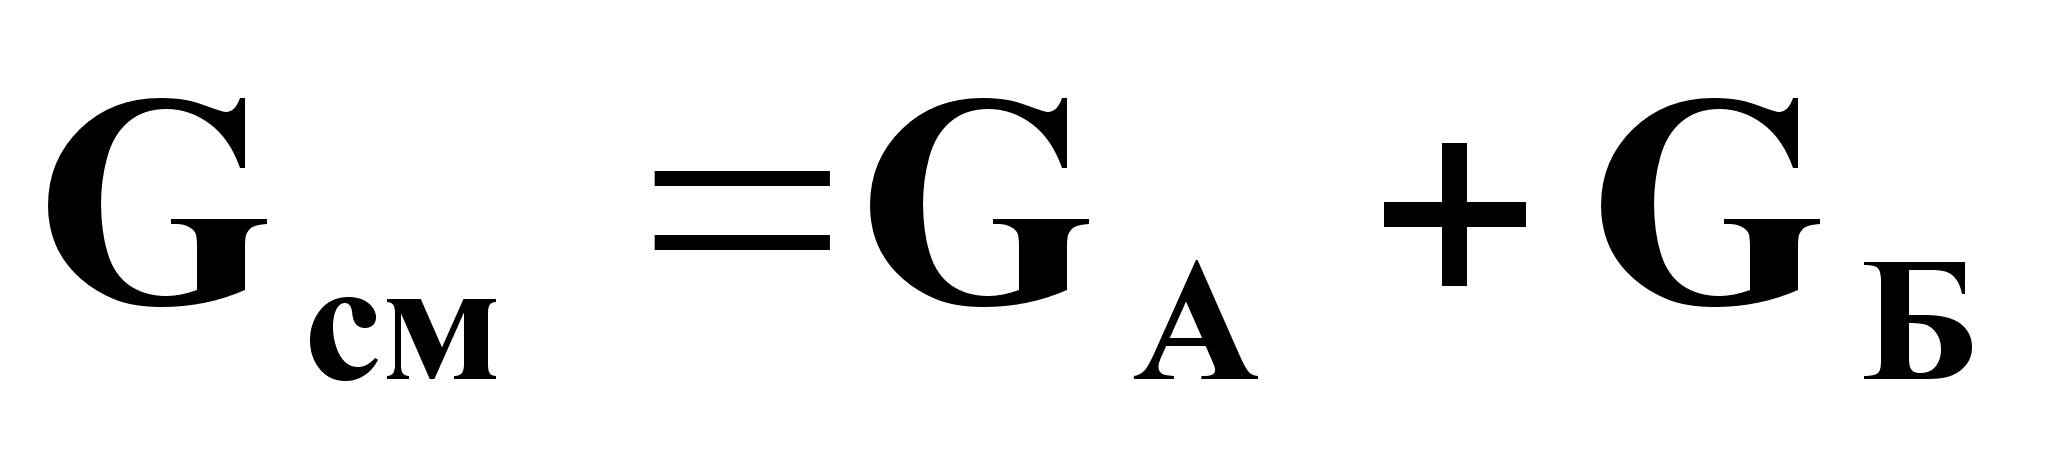 G см = G А + G Б